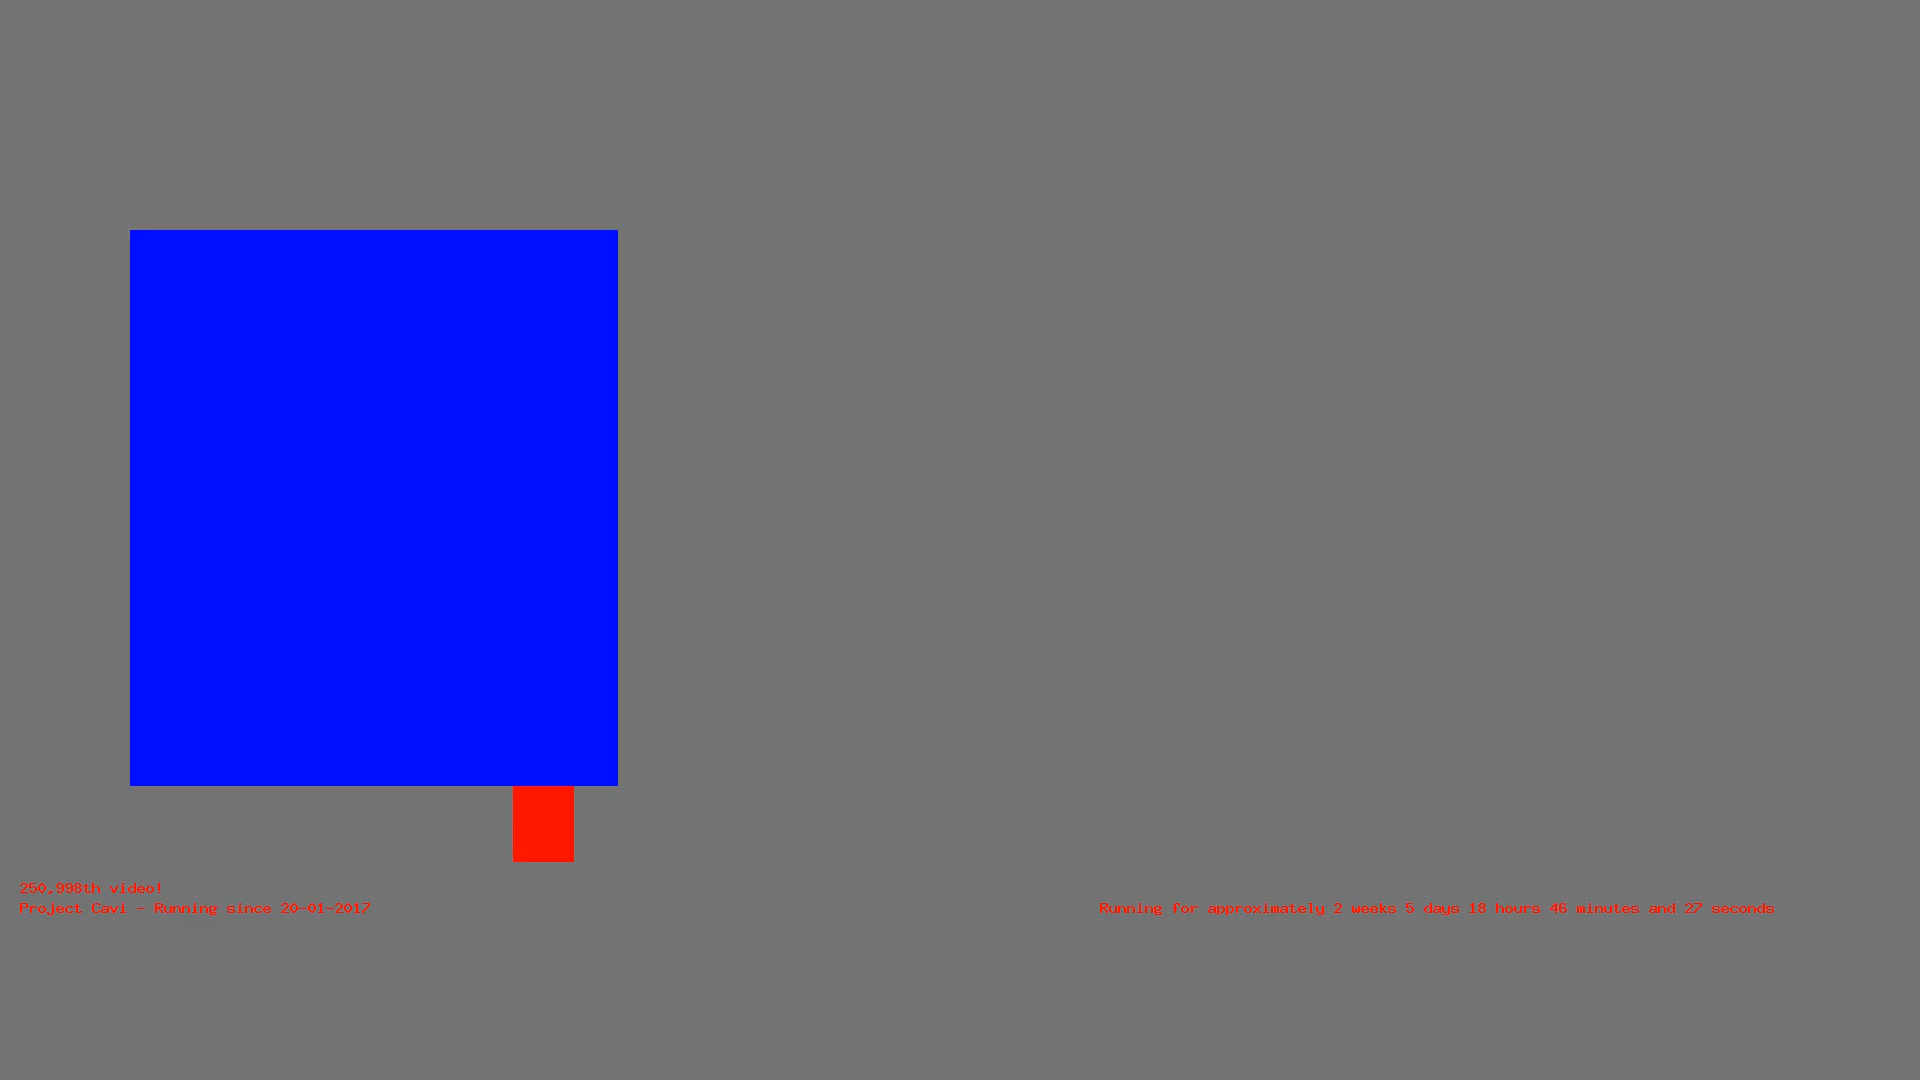 250,998th video!
Project Cavi - Running since 20-01-2017
Running for approximately 2 weeks 5 days 18 hours 46 minutes and 27 seconds